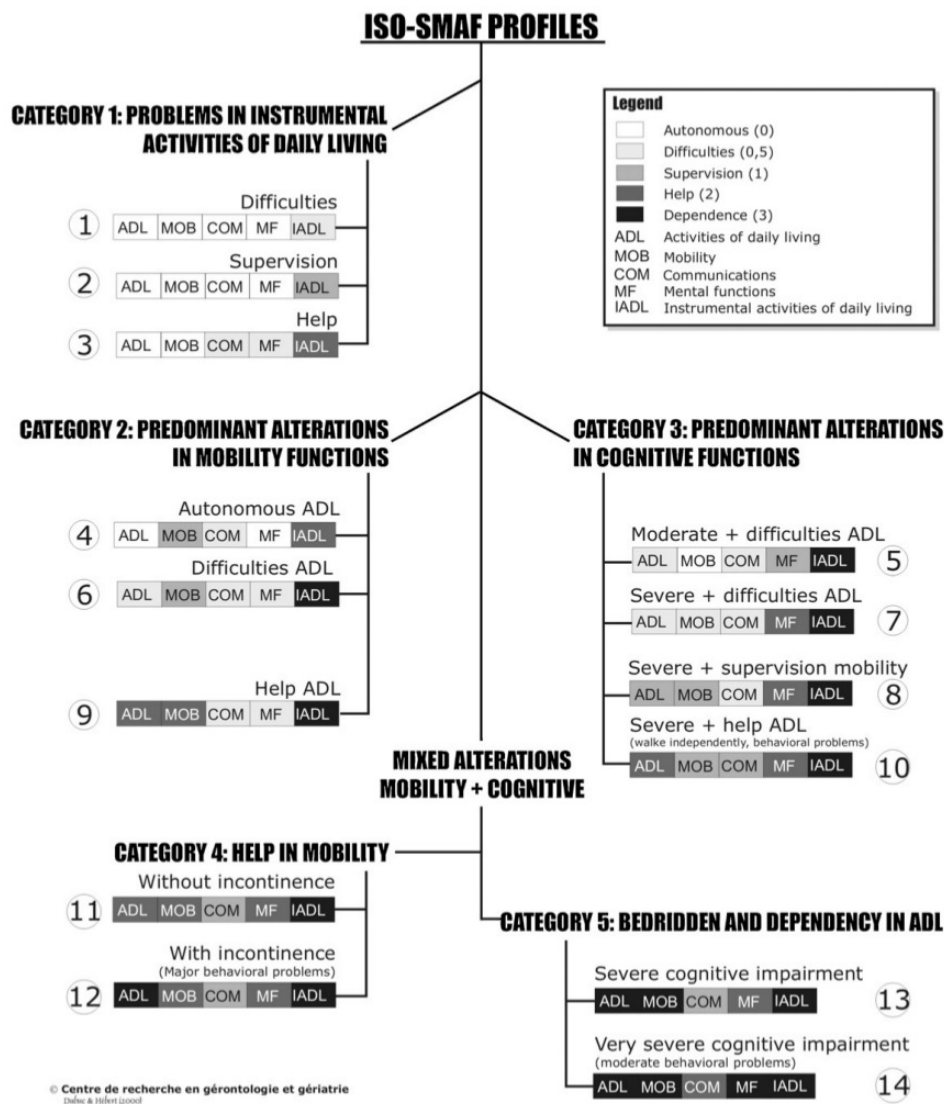 ISO-SMAF PROFILES
CATEGORY 1: PROBLEMS IN INSTRUMENTAL
ACTIVITIES OF DAILY LIVING
Difficulties
1 ADL MOB COM MF IADL
Supervision
2 ADL MOB COM MF IADL
Help
3 ADL MOB COM MF IADL
Legend
Autonomous (0)
Difficulties (0,5)
Supervision (1)
Help (2)
Dependence (3)
ADL Activities of daily living
MOB Mobility
COM Communications
MF Mental functions
IADL Instrumental activities of daily living
CATEGORY 2: PREDOMINANT ALTERATIONS
IN MOBILITY FUNCTIONS
Autonomous ADL
4 ADL MOB COM MF IADL
Difficulties ADL
6 ADL MOB COM MF IADL
Help ADL
9 ADL MOB COM MF IADL
CATEGORY 3: PREDOMINANT ALTERATIONS
IN COGNITIVE FUNCTIONS
Moderate + difficulties ADL
ADL MOB COM MF IADL 5
Severe + difficulties ADL
ADL MOB COM MF IADL 7
Severe + supervision mobility
ADL MOB COM MF IADL 8
Severe + help ADL
(walke independently, behavioral problems)
ADL MOB COM MF IADL 10
MIXED ALTERATIONS
MOBILITY + COGNITIVE
CATEGORY 4: HELP IN MOBILITY
Without incontinence
11 ADL MOB COM MF IADL
With incontinence
(Major behavioral problems)
12 ADL MOB COM MF IADL
CATEGORY 5: BEDRIDDEN AND DEPENDENCY IN ADL
Severe cognitive impairment
ADL MOB COM MF IADL 13
Very severe cognitive impairment
(moderate behavioral problems)
ADL MOB COM MF IADL 14
© Centre de recherche en gérontologie et gériatrie
Dubuc & Hébert (2000)